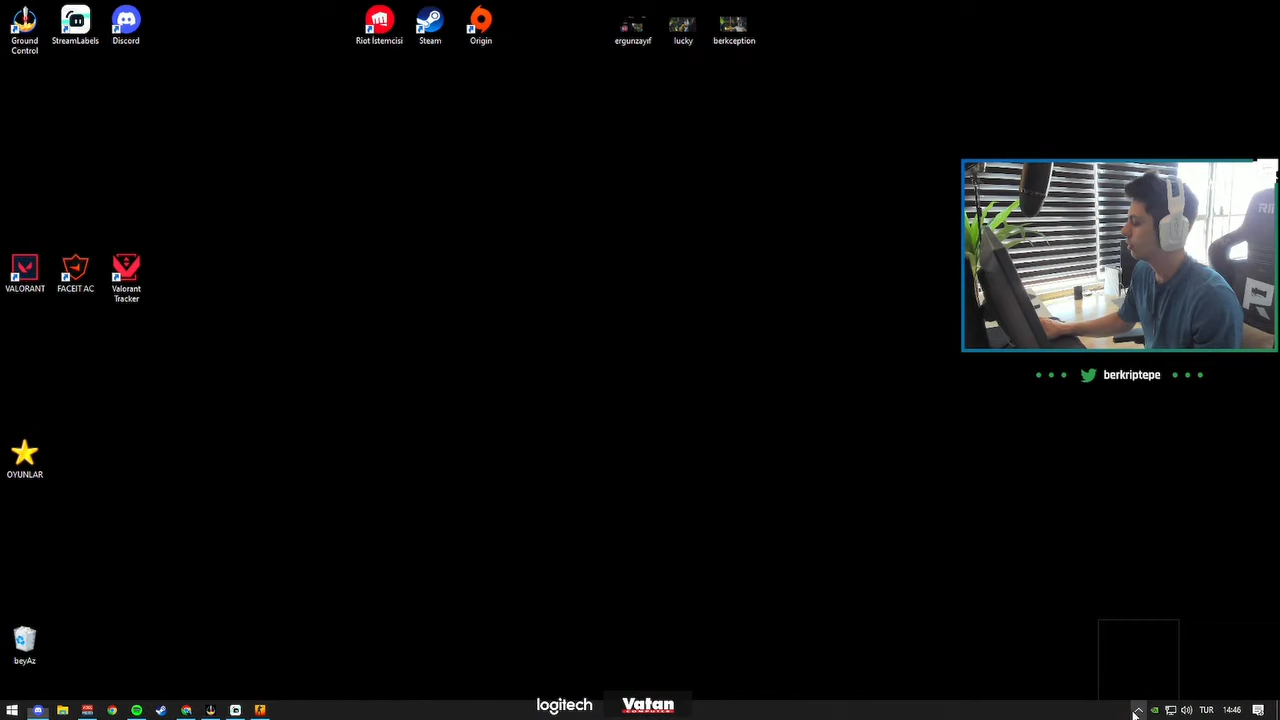 Ground
Control
StreamLabels
Discord
Riot İstemcisi
Steam
Origin
ergunzayıf
lucky
berkception
VALORANT
FACEIT AC
Valorant
Tracker
berkriptepe
OYUNLAR
beyAz
logitech
Vatan
COMPUTER
TUR
14:46